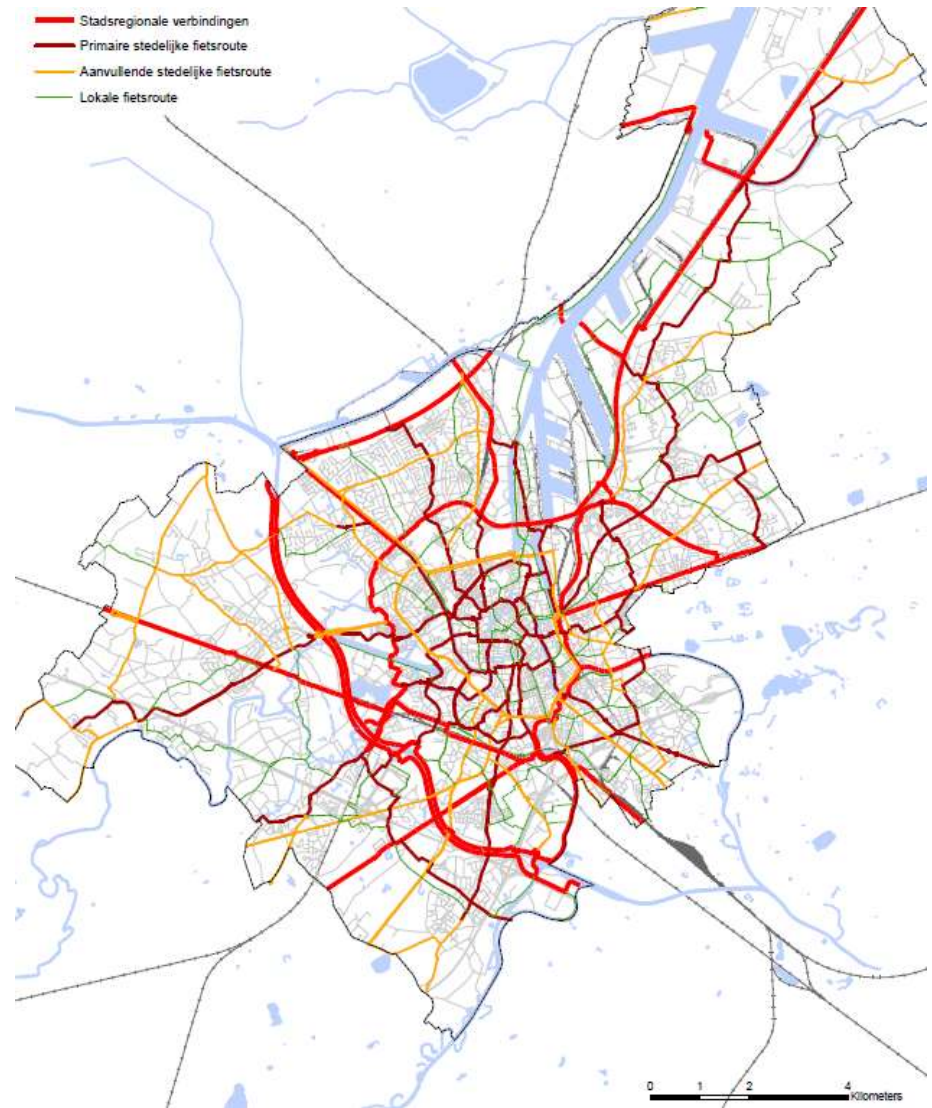 Stadsregionale verbindingen
Primaire stedelijke fietsroute
Aanvullende stedelijke fietsroute
Lokale fietsroute
0 1 2 4
Kilometers